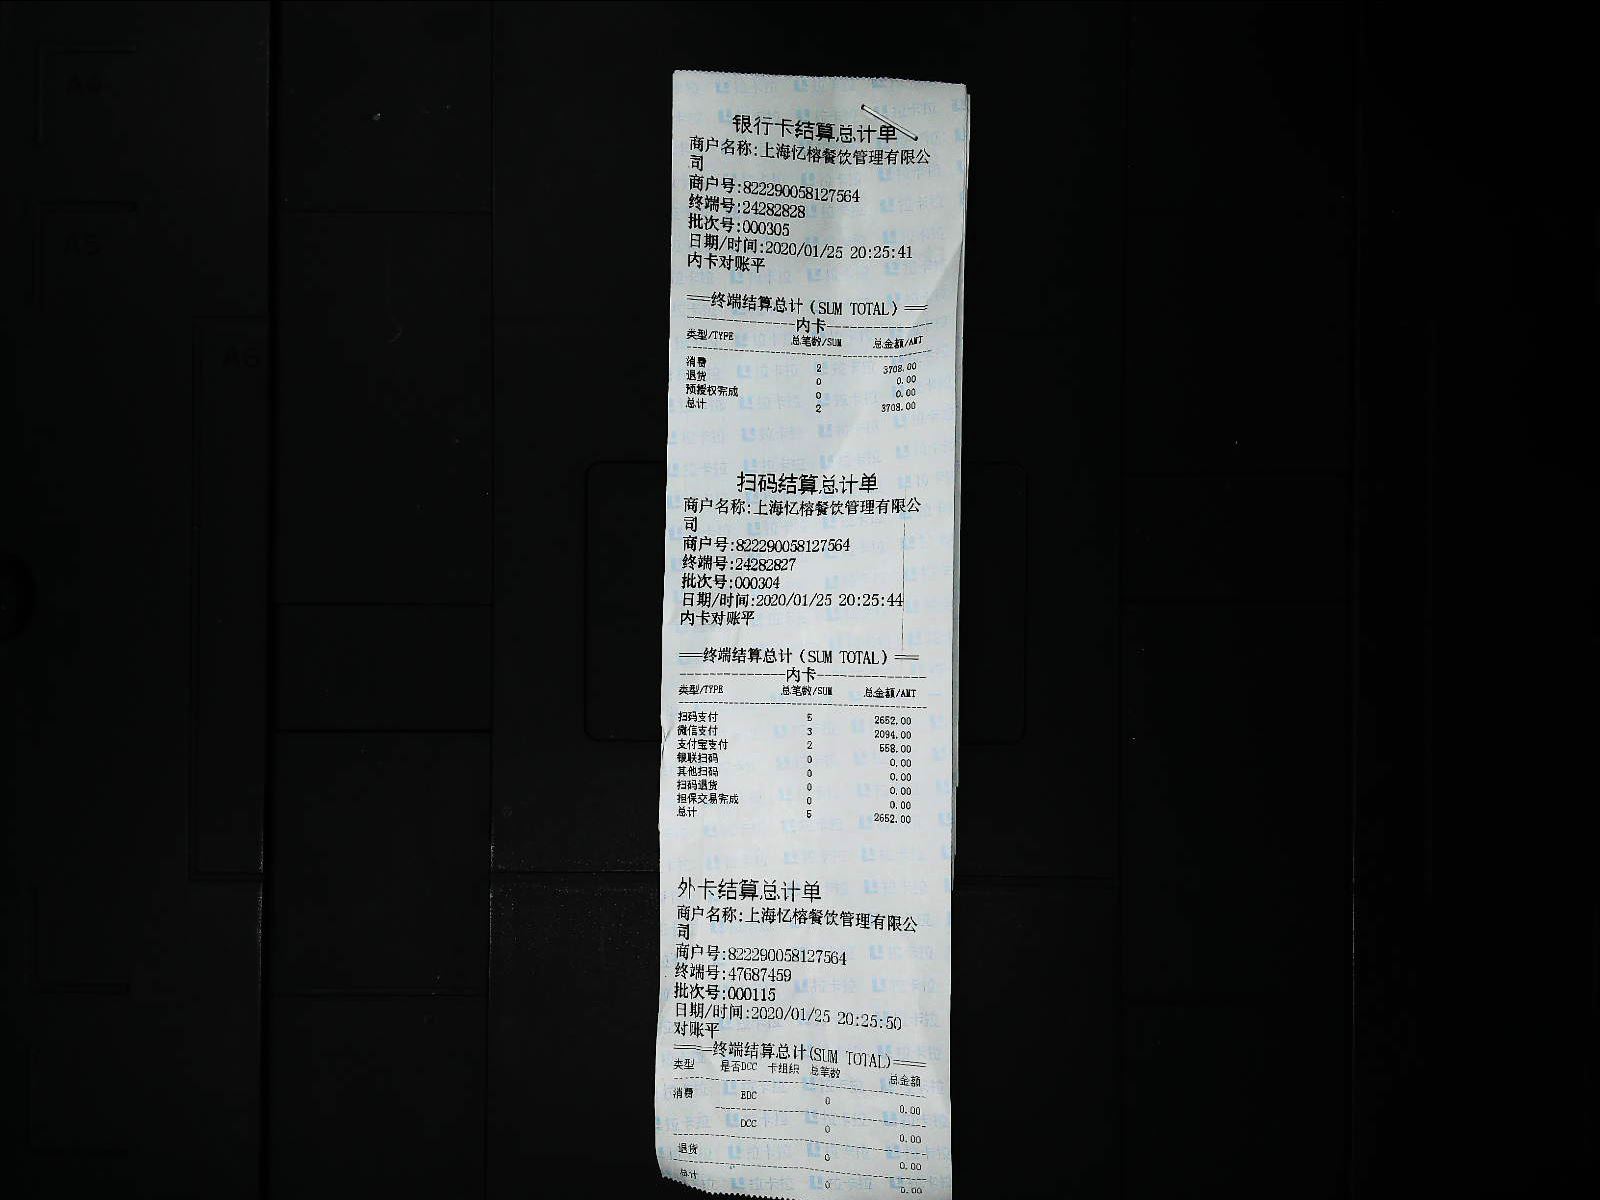 银行卡结算总计单
商户名称:上海忆榕餐饮管理有限公
司
商户号:822290058127564
终端号:24282828
批次号:000305
日期/时间:2020/01/25 20:25:41
内卡对账平
===终端结算总计(SUM TOTAL)===
内卡
类型/TYPE 总笔数/SUM 总金额/AMT
消费 2 3708.00
退货 0 0.00
预授权完成 0 0.00
总计 2 3708.00
扫码结算总计单
商户名称:上海忆榕餐饮管理有限公
司
商户号:822290058127564
终端号:24282827
批次号:000304
日期/时间:2020/01/25 20:25:44
内卡对账平
===终端结算总计(SUM TOTAL)===
内卡
类型/TYPE 总笔数/SUM 总金额/AMT
扫码支付 5 2652.00
微信支付 3 2094.00
支付宝支付 2 558.00
银联扫码 0 0.00
其他扫码 0 0.00
扫码退货 0 0.00
担保交易完成 0 0.00
总计 5 2652.00
外卡结算总计单
商户名称:上海忆榕餐饮管理有限公
司
商户号:822290058127564
终端号:47687459
批次号:000115
日期/时间:2020/01/25 20:25:50
对账平
====终端结算总计(SUM TOTAL)====
类型 是否DCC 卡组织 总笔数 总金额
消费 EDC 0 0.00
DCC 0 0.00
退货 0 0.00
总计 0 0.00
A4
A5
A6
拉卡拉